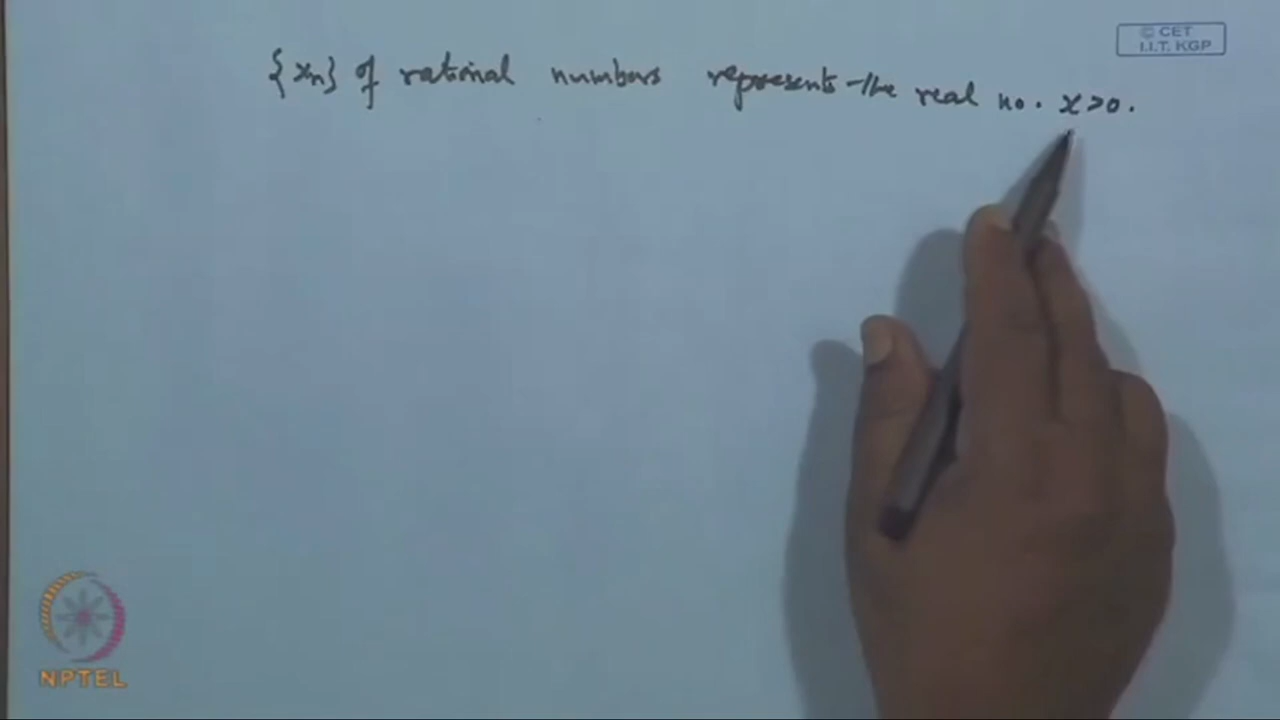 © CET
I.I.T. KGP
{xn} of rational numbers represents the real no. x>0.
NPTEL